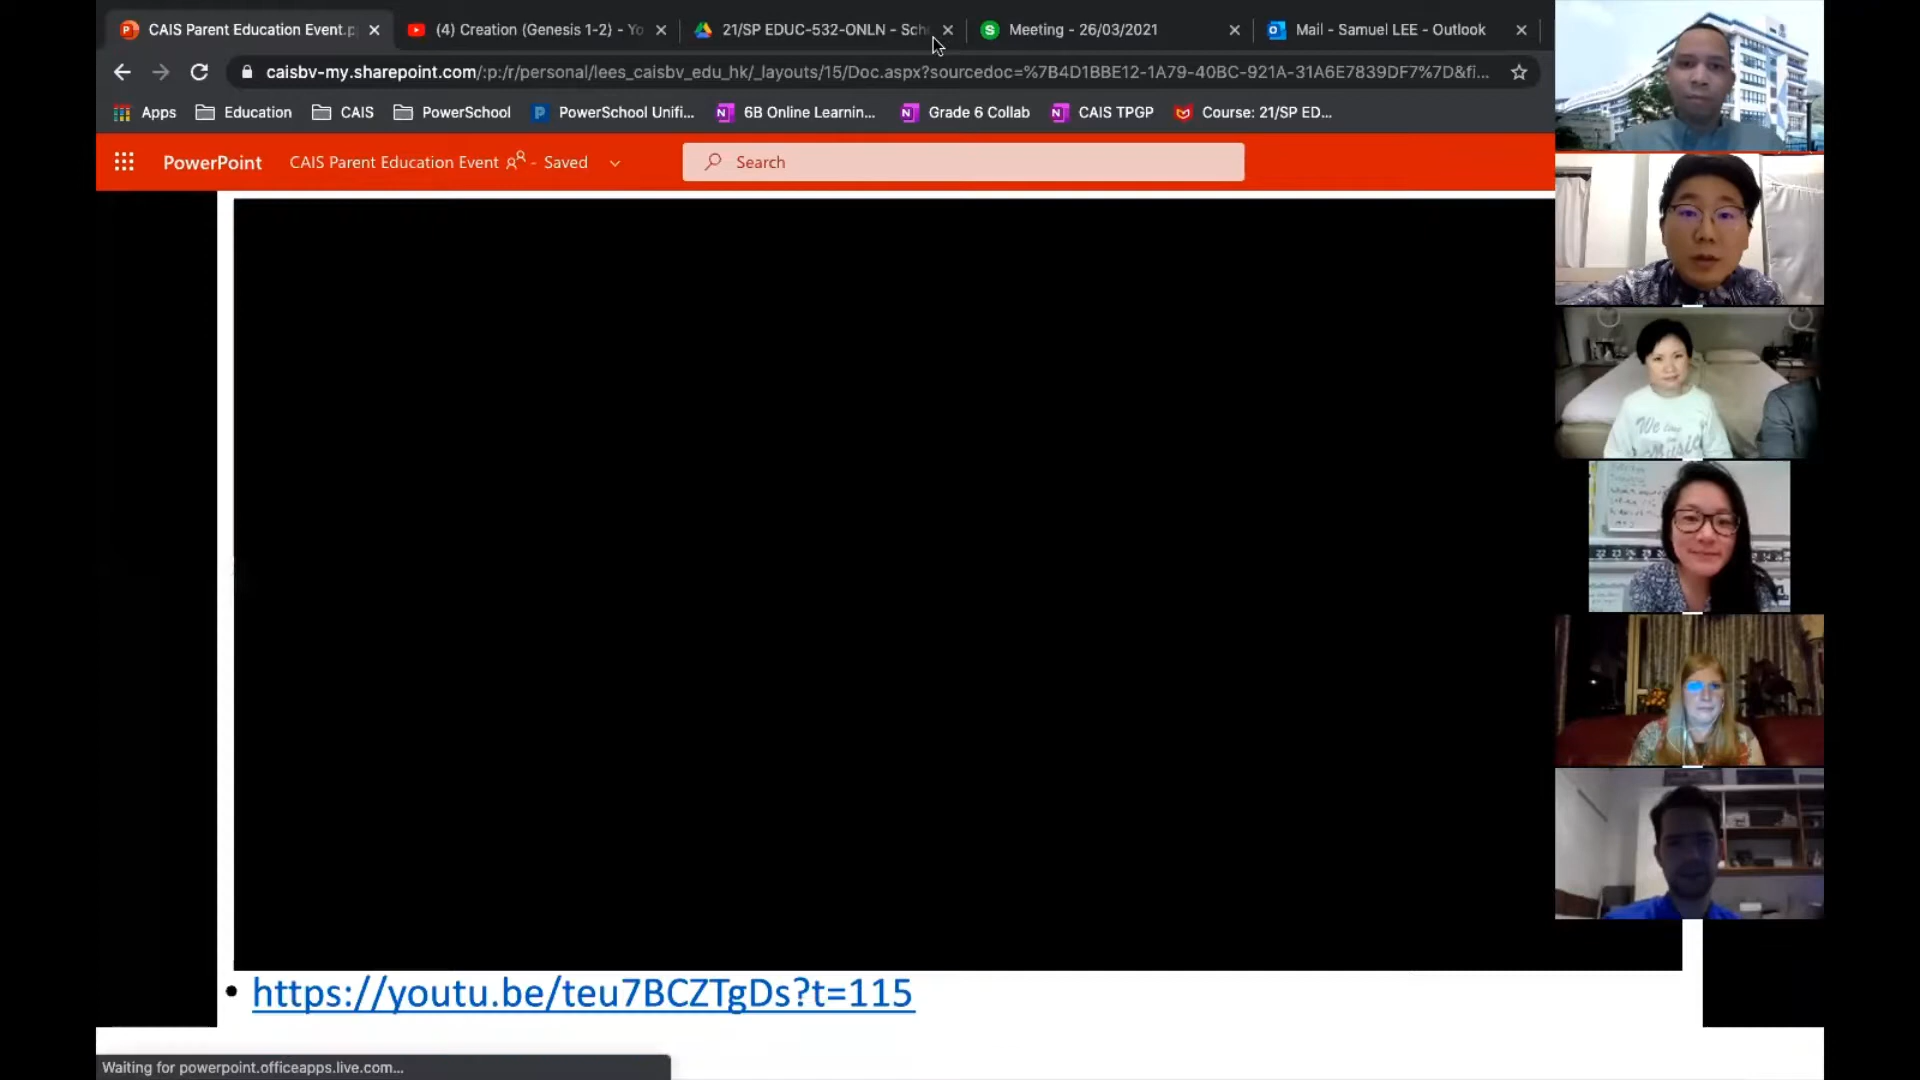 CAIS Parent Education Event.p
(4) Creation (Genesis 1-2) - Yo
21/SP EDUC-532-ONLN - Sch
Meeting - 26/03/2021
Mail - Samuel LEE - Outlook
caisbv-my.sharepoint.com/:p:/r/personal/lees_caisbv_edu_hk/_layouts/15/Doc.aspx?sourcedoc=%7B4D1BBE12-1A79-40BC-921A-31A6E7839DF7%7D&fi...
Apps Education CAIS PowerSchool PowerSchool Unifi... 6B Online Learnin... Grade 6 Collab CAIS TPGP Course: 21/SP ED...
PowerPoint CAIS Parent Education Event - Saved Search
We love
Music
• https://youtu.be/teu7BCZTgDs?t=115
Waiting for powerpoint.officeapps.live.com...